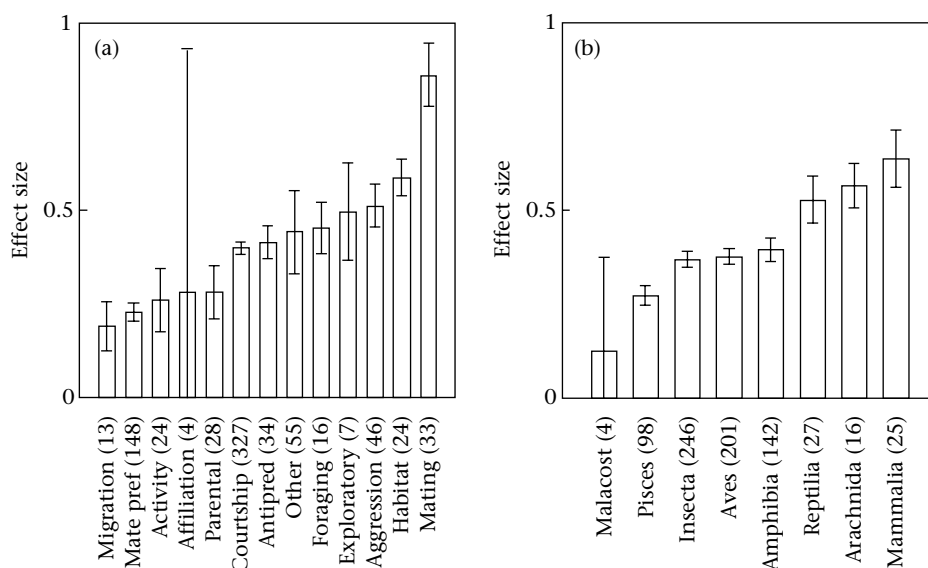 1
(a)
Effect size
0.5
0
Migration (13)
Mate pref (148)
Activity (24)
Affiliation (4)
Parental (28)
Courtship (327)
Antipred (34)
Other (55)
Foraging (16)
Exploratory (7)
Aggression (46)
Habitat (24)
Mating (33)
1
(b)
Effect size
0.5
0
Malacost (4)
Pisces (98)
Insecta (246)
Aves (201)
Amphibia (142)
Reptilia (27)
Arachnida (16)
Mammalia (25)